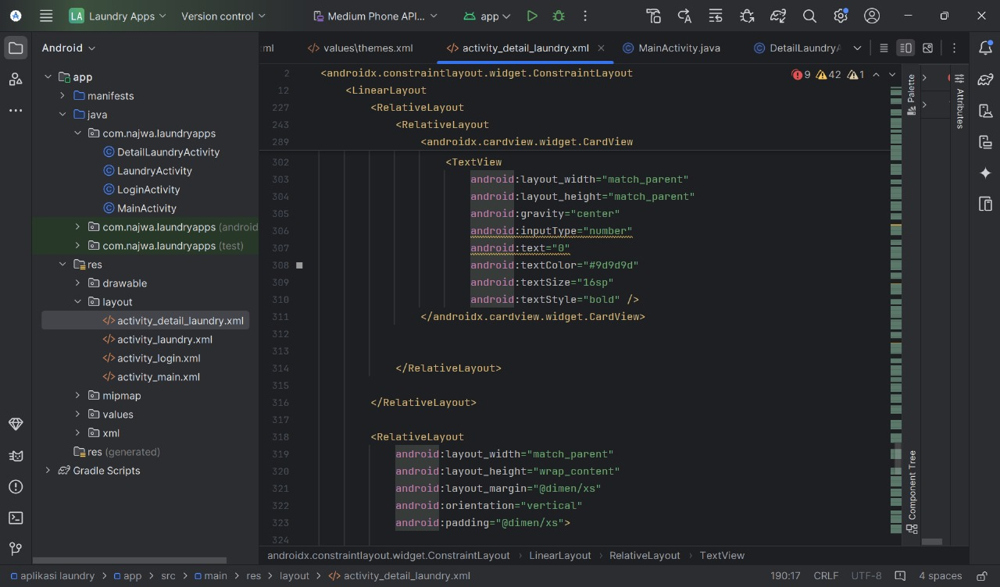 LA Laundry Apps Version control Medium Phone API... app
Android
app
manifests
java
com.najwa.laundryapps
DetailLaundryActivity
LaundryActivity
LoginActivity
MainActivity
com.najwa.laundryapps (android
com.najwa.laundryapps (test)
res
drawable
layout
activity_detail_laundry.xml
activity_laundry.xml
activity_login.xml
activity_main.xml
mipmap
values
xml
res (generated)
Gradle Scripts
ml values\themes.xml activity_detail_laundry.xml MainActivity.java DetailLaundryA
9 42 1
2 <androidx.constraintlayout.widget.ConstraintLayout
12 <LinearLayout
227 <RelativeLayout
243 <RelativeLayout
289 <androidx.cardview.widget.CardView
302 <TextView
303 android:layout_width="match_parent"
304 android:layout_height="match_parent"
305 android:gravity="center"
306 android:inputType="number"
307 android:text="0"
308 android:textColor="#9d9d9d"
309 android:textSize="16sp"
310 android:textStyle="bold" />
311 </androidx.cardview.widget.CardView>
312
313
314 </RelativeLayout>
315
316 </RelativeLayout>
317
318 <RelativeLayout
319 android:layout_width="match_parent"
320 android:layout_height="wrap_content"
321 android:layout_margin="@dimen/xs"
322 android:orientation="vertical"
323 android:padding="@dimen/xs">
324
Palette
Component Tree
Attributes
androidx.constraintlayout.widget.ConstraintLayout LinearLayout RelativeLayout TextView
aplikasi laundry app src main res layout activity_detail_laundry.xml 190:17 CRLF UTF-8 4 spaces